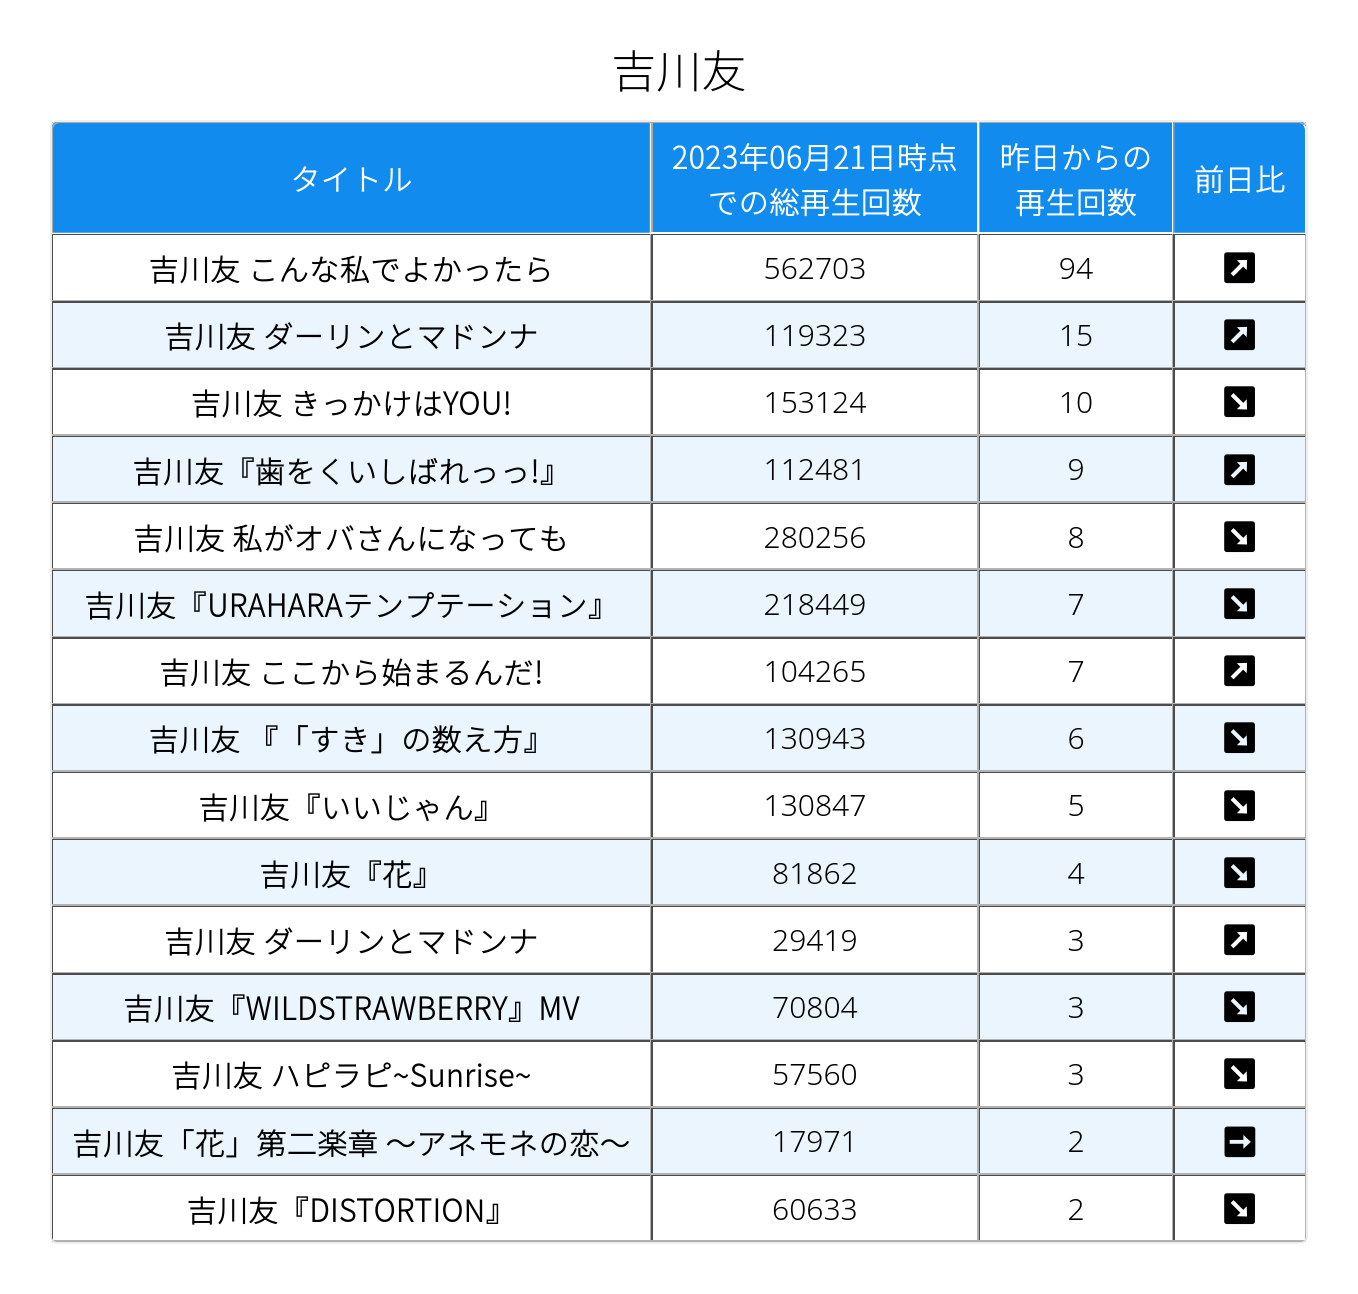 吉川友
タイトル 2023年06月21日時点での総再生回数 昨日からの再生回数 前日比
吉川友 こんな私でよかったら 562703 94 ↗
吉川友 ダーリンとマドンナ 119323 15 ↗
吉川友 きっかけはYOU! 153124 10 ↘
吉川友『歯をくいしばれっっ!』 112481 9 ↗
吉川友 私がオバさんになっても 280256 8 ↘
吉川友『URAHARAテンプテーション』 218449 7 ↘
吉川友 ここから始まるんだ! 104265 7 ↗
吉川友 『「すき」の数え方』 130943 6 ↘
吉川友『いいじゃん』 130847 5 ↘
吉川友『花』 81862 4 ↘
吉川友 ダーリンとマドンナ 29419 3 ↗
吉川友『WILDSTRAWBERRY』MV 70804 3 ↘
吉川友 ハピラピ~Sunrise~ 57560 3 ↘
吉川友「花」第二楽章 〜アネモネの恋〜 17971 2 →
吉川友『DISTORTION』 60633 2 ↘